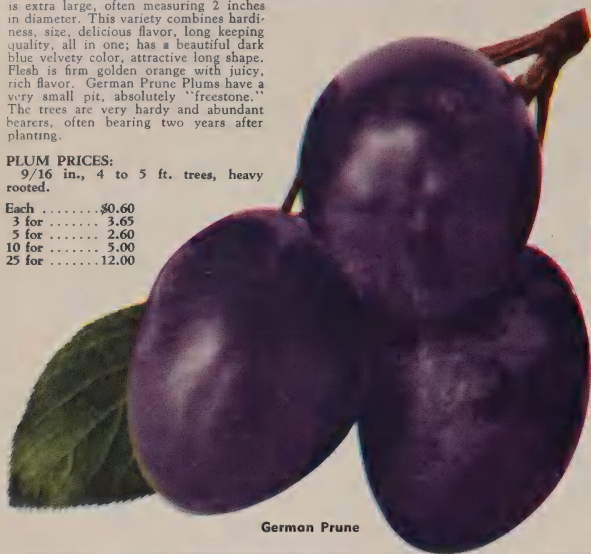 is extra large, often measuring 2 inches
in diameter. This variety combines hardi-
ness, size, delicious flavor, long keeping
quality, all in one; has a beautiful dark
blue velvety color, attractive long shape.
Flesh is firm golden orange with juicy,
rich flavor. German Prune Plums have a
very small pit, absolutely "freestone."
The trees are very hardy and abundant
bearers, often bearing two years after
planting.
PLUM PRICES:
9/16 in., 4 to 5 ft. trees, heavy
rooted.
Each ........$0.60
3 for ....... 3.65
5 for ....... 2.60
10 for ....... 5.00
25 for .......12.00
German Prune